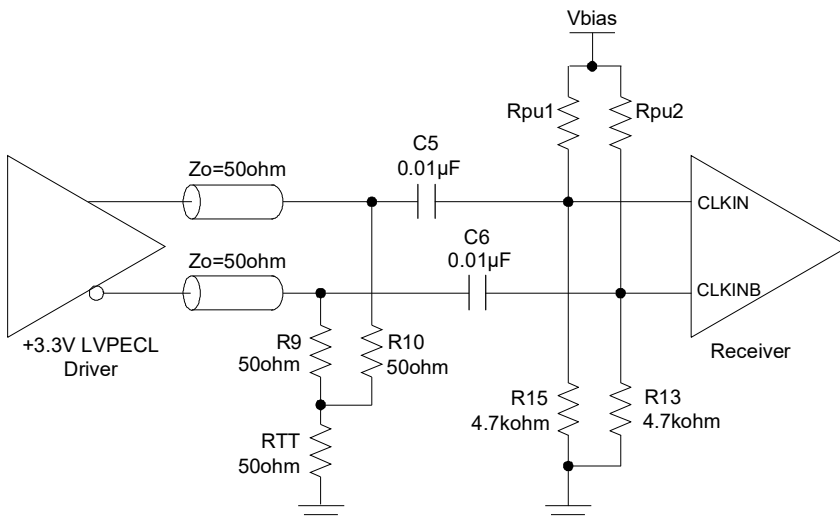 Vbias
Rpu1
Rpu2
C5
0.01µF
Zo=50ohm
CLKIN
C6
0.01µF
Zo=50ohm
CLKINB
+3.3V LVPECL
Driver
R9
50ohm
R10
50ohm
Receiver
R15
4.7kohm
R13
4.7kohm
RTT
50ohm